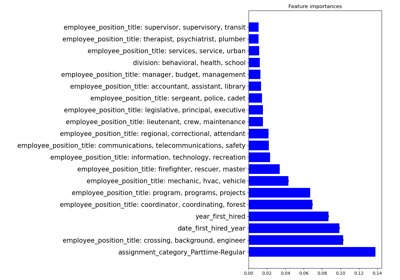 Feature importances
employee_position_title: supervisor, supervisory, transit
employee_position_title: therapist, psychiatrist, plumber
employee_position_title: services, service, urban
division: behavioral, health, school
employee_position_title: manager, budget, management
employee_position_title: accountant, assistant, library
employee_position_title: sergeant, police, cadet
employee_position_title: legislative, principal, executive
employee_position_title: lieutenant, crew, maintenance
employee_position_title: regional, correctional, attendant
employee_position_title: communications, telecommunications, safety
employee_position_title: information, technology, recreation
employee_position_title: firefighter, rescuer, master
employee_position_title: mechanic, hvac, vehicle
employee_position_title: program, programs, projects
employee_position_title: coordinator, coordinating, forest
year_first_hired
date_first_hired_year
employee_position_title: crossing, background, engineer
assignment_category_Parttime-Regular
0.00 0.02 0.04 0.06 0.08 0.10 0.12 0.14